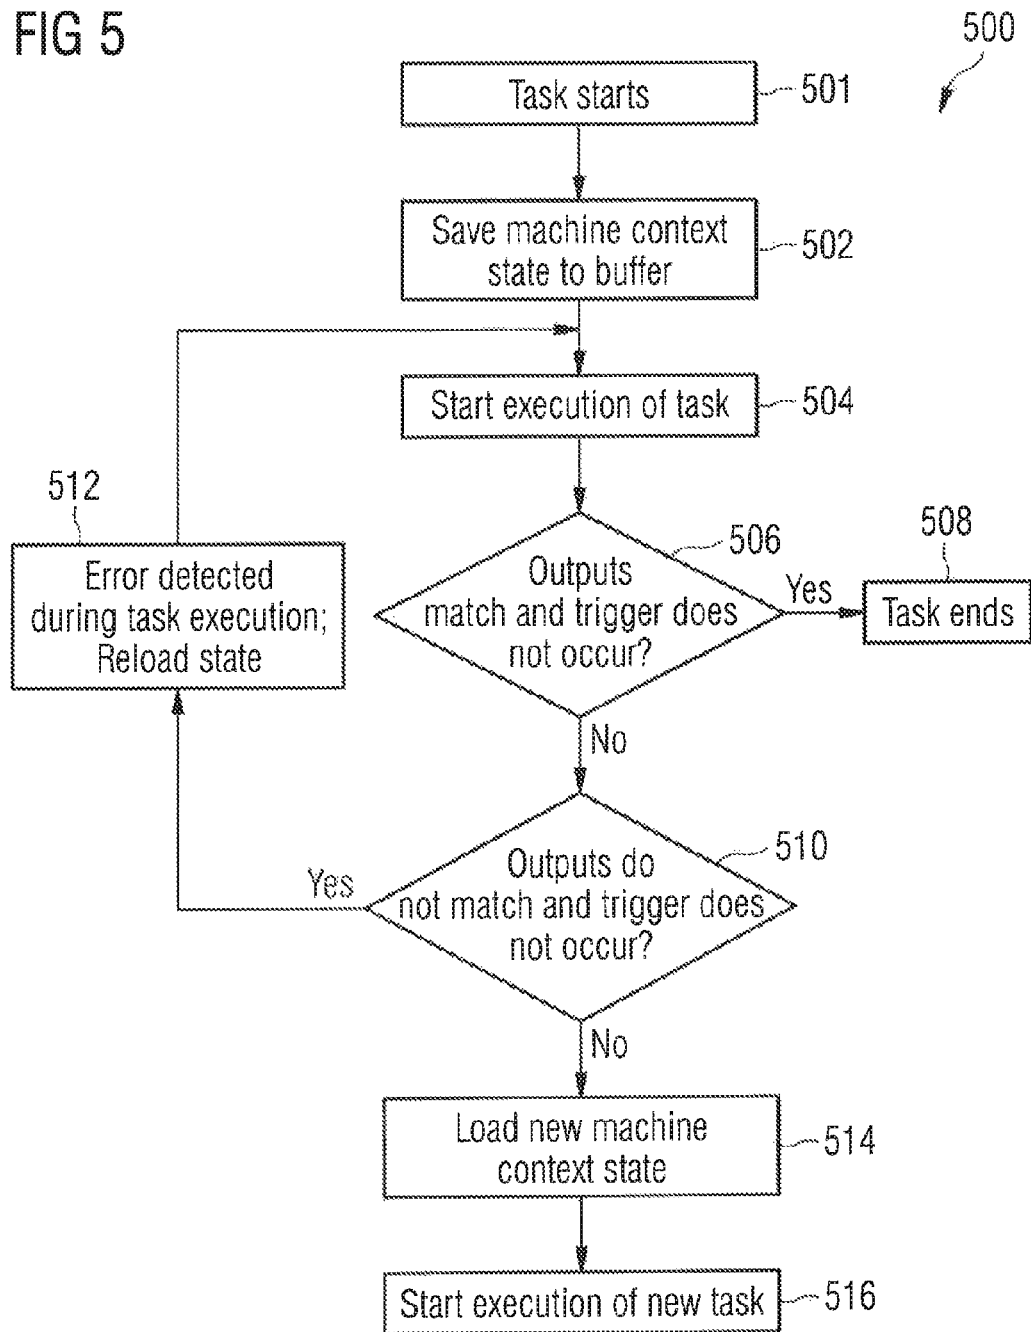 FIG 5
500
Task starts
501
Save machine context
state to buffer
502
Start execution of task
504
512
Error detected
during task execution;
Reload state
506
Outputs
match and trigger does
not occur?
Yes
508
Task ends
No
510
Outputs do
not match and trigger does
not occur?
Yes
No
Load new machine
context state
514
Start execution of new task
516